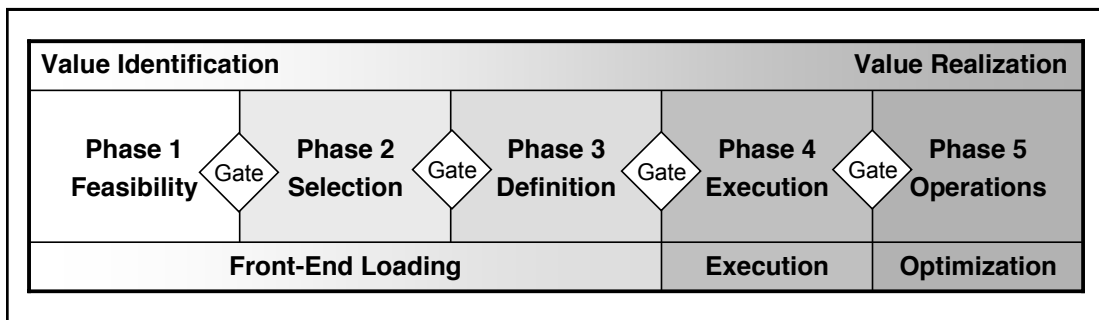 Value Identification Value Realization
Phase 1 Phase 2 Phase 3 Phase 4 Phase 5
Gate Gate Gate Gate
Feasibility Selection Definition Execution Operations
Front-End Loading Execution Optimization